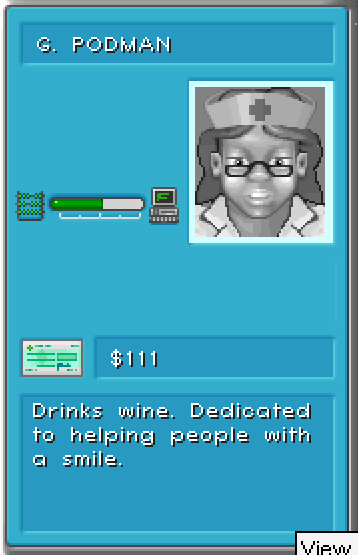 G. PODMAN
$111
Drinks wine. Dedicated
to helping people with
a smile.
View